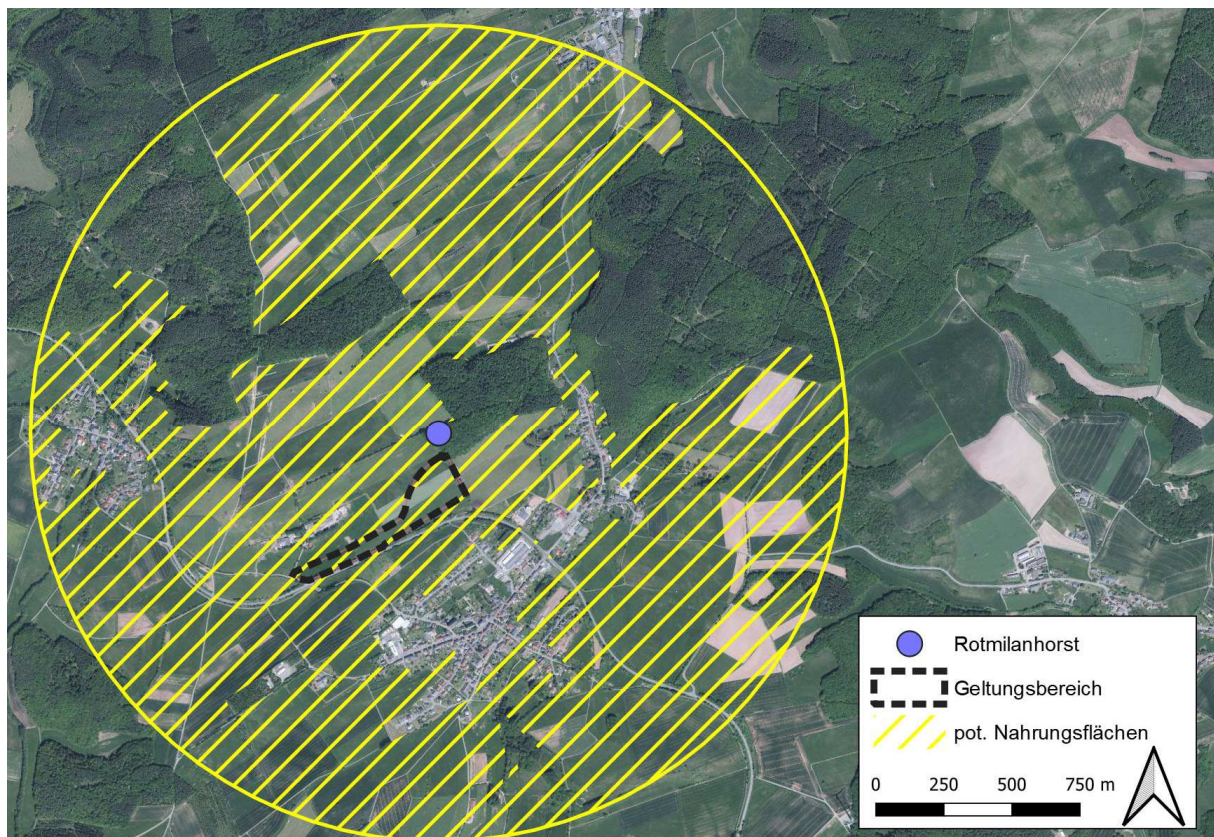 Rotmilanhorst
Geltungsbereich
pot. Nahrungsflächen
0 250 500 750 m